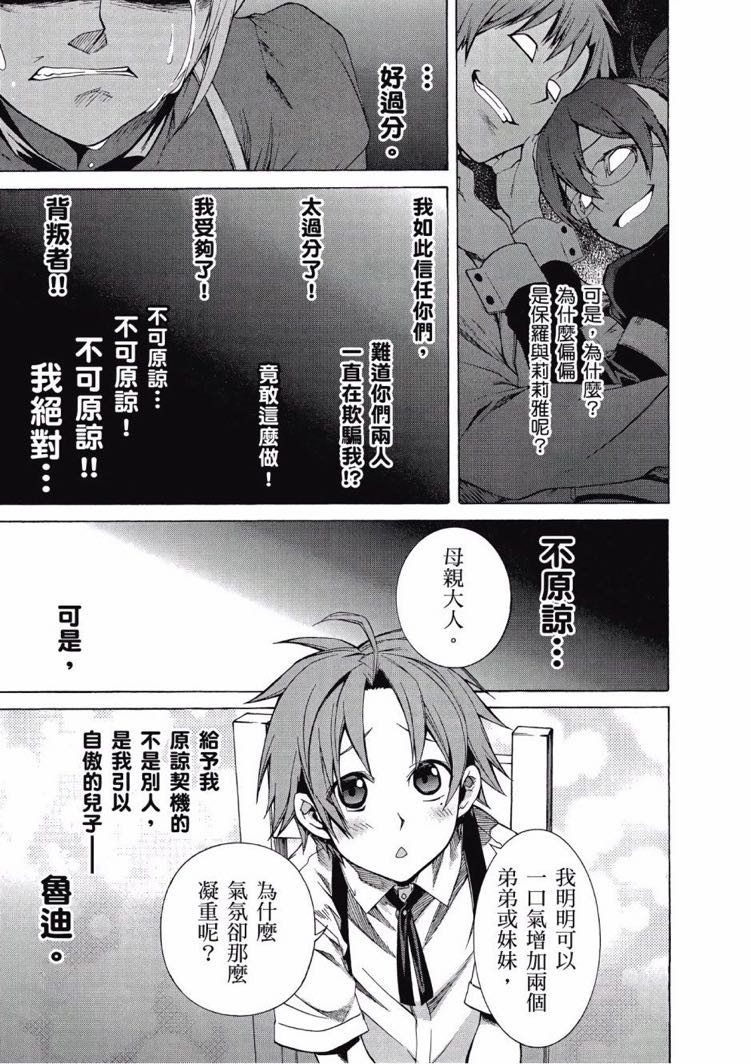 可是，為什麼？
為什麼偏偏
是保羅與莉莉雅呢？
…
好過分。
我如此信任你們，
難道你們兩人
一直在欺騙我!?
太過分了！
竟敢這麼做！
我受夠了！
背叛者!!
不可原諒…
不可原諒！
不可原諒!!
我絕對…
不原諒…
母親大人。
可是，
我明明可以
一口氣增加兩個
弟弟或妹妹，
為什麼
氣氛卻那麼
凝重呢？
給予我
原諒契機的
不是別人，
是我引以
自傲的兒子——
魯迪。